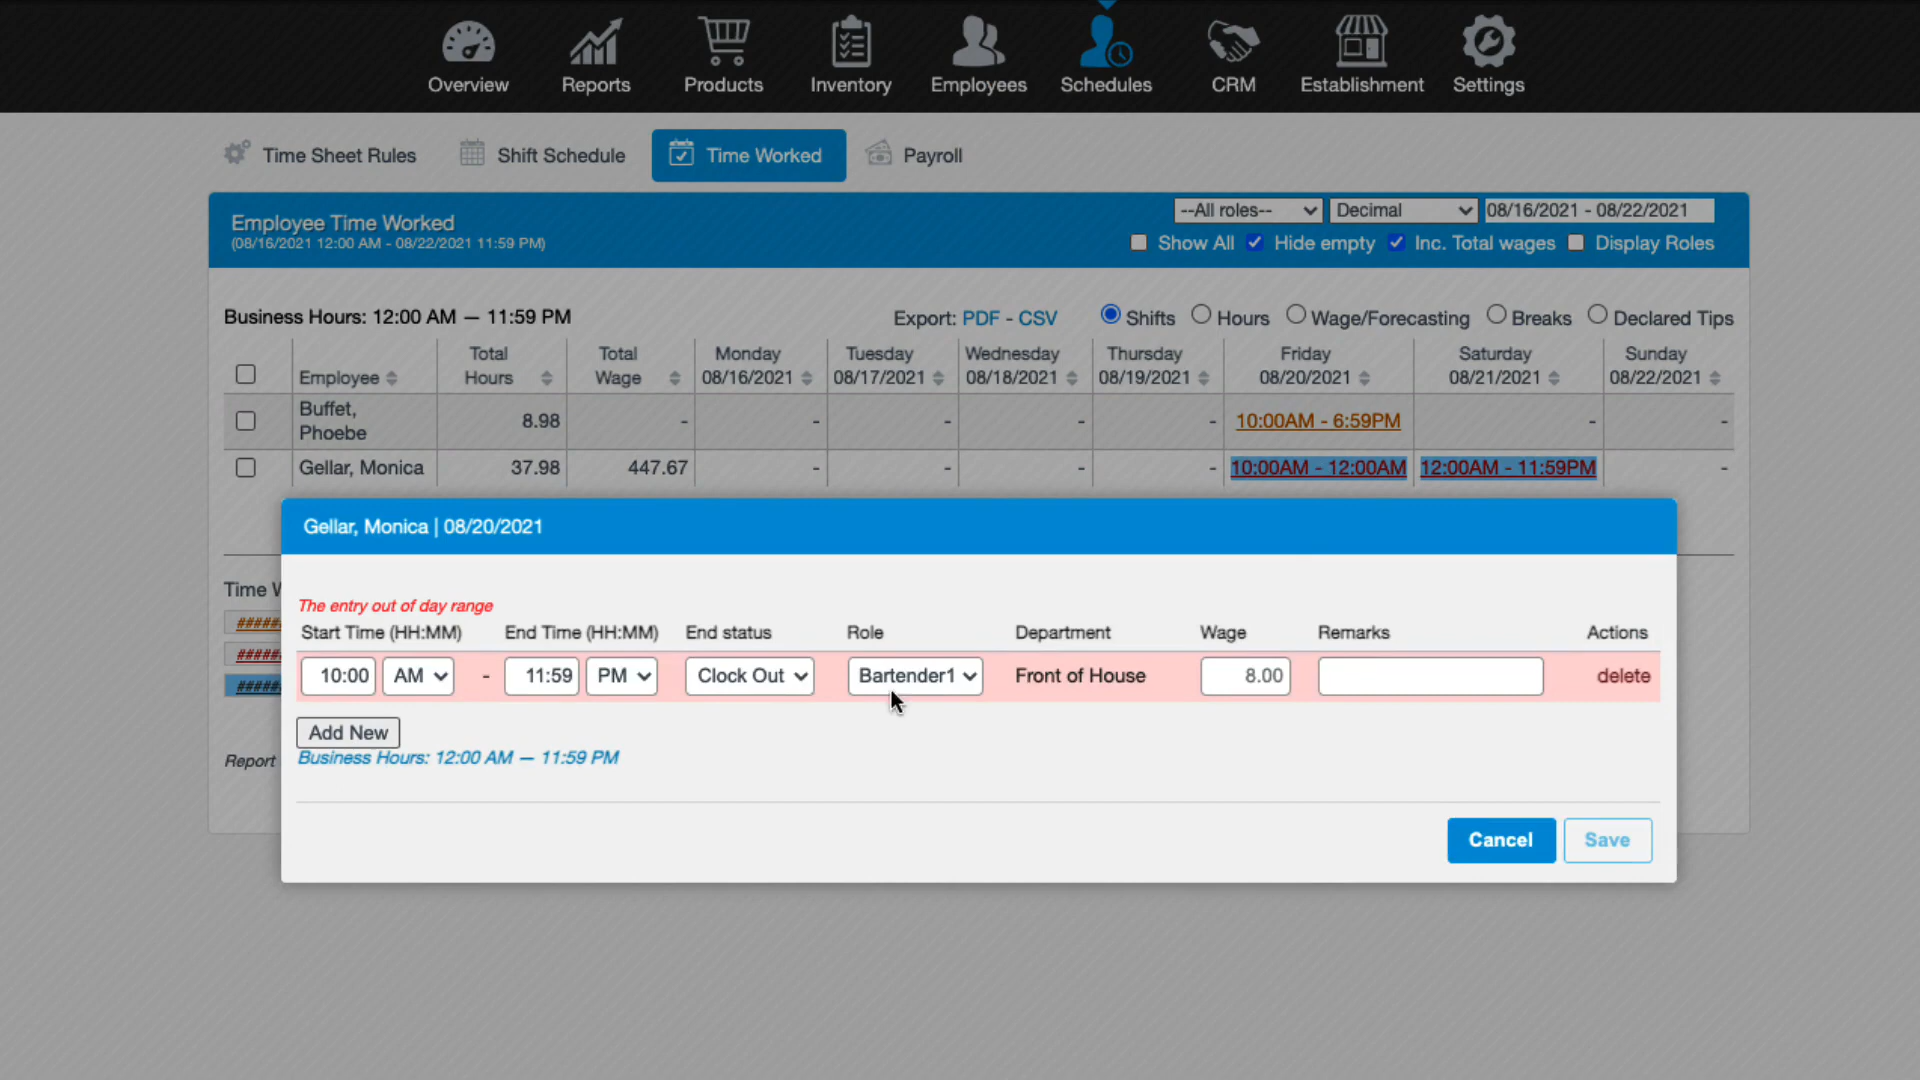 Overview
Reports
Products
Inventory
Employees
Schedules
CRM
Establishment
Settings
Time Sheet Rules
Shift Schedule
Time Worked
Payroll
Employee Time Worked
(08/16/2021 12:00 AM - 08/22/2021 11:59 PM)
--All roles--
Decimal
08/16/2021 - 08/22/2021
Show All
Hide empty
Inc. Total wages
Display Roles
Business Hours: 12:00 AM — 11:59 PM
Export: PDF - CSV
Shifts
Hours
Wage/Forecasting
Breaks
Declared Tips
Employee
Total
Hours
Total
Wage
Monday
08/16/2021
Tuesday
08/17/2021
Wednesday
08/18/2021
Thursday
08/19/2021
Friday
08/20/2021
Saturday
08/21/2021
Sunday
08/22/2021
Buffet,
Phoebe
8.98
-
-
-
-
-
10:00AM - 6:59PM
-
-
Gellar, Monica
37.98
447.67
-
-
-
-
10:00AM - 12:00AM
12:00AM - 11:59PM
-
Gellar, Monica | 08/20/2021
Time
######
######
######
Report
The entry out of day range
Start Time (HH:MM)
End Time (HH:MM)
End status
Role
Department
Wage
Remarks
Actions
10:00
AM
-
11:59
PM
Clock Out
Bartender1
Front of House
8.00
delete
Add New
Business Hours: 12:00 AM — 11:59 PM
Cancel
Save